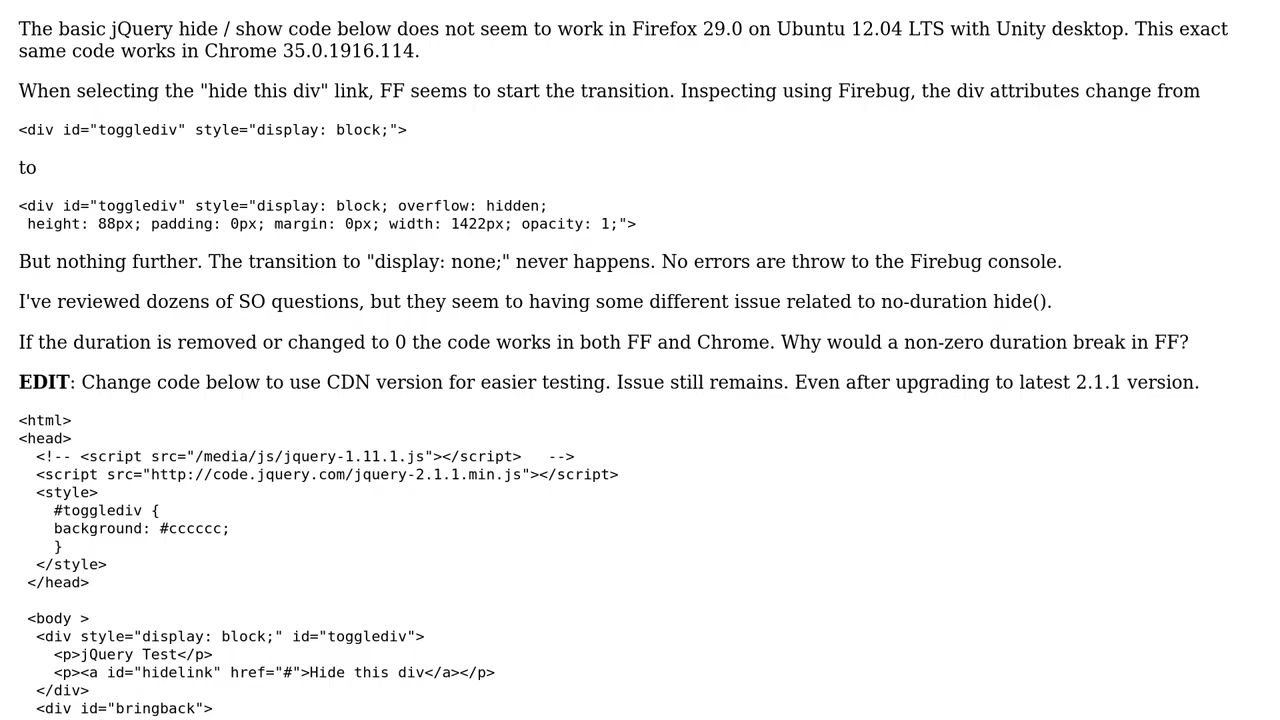 The basic jQuery hide / show code below does not seem to work in Firefox 29.0 on Ubuntu 12.04 LTS with Unity desktop. This exact
same code works in Chrome 35.0.1916.114.
When selecting the "hide this div" link, FF seems to start the transition. Inspecting using Firebug, the div attributes change from
<div id="togglediv" style="display: block;">
to
<div id="togglediv" style="display: block; overflow: hidden;
 height: 88px; padding: 0px; margin: 0px; width: 1422px; opacity: 1;">
But nothing further. The transition to "display: none;" never happens. No errors are throw to the Firebug console.
I've reviewed dozens of SO questions, but they seem to having some different issue related to no-duration hide().
If the duration is removed or changed to 0 the code works in both FF and Chrome. Why would a non-zero duration break in FF?
EDIT: Change code below to use CDN version for easier testing. Issue still remains. Even after upgrading to latest 2.1.1 version.
<html>
<head>
  <!-- <script src="/media/js/jquery-1.11.1.js"></script>   -->
  <script src="http://code.jquery.com/jquery-2.1.1.min.js"></script>
  <style>
    #togglediv {
    background: #cccccc;
    }
  </style>
 </head>
 <body >
  <div style="display: block;" id="togglediv">
    <p>jQuery Test</p>
    <p><a id="hidelink" href="#">Hide this div</a></p>
  </div>
  <div id="bringback">